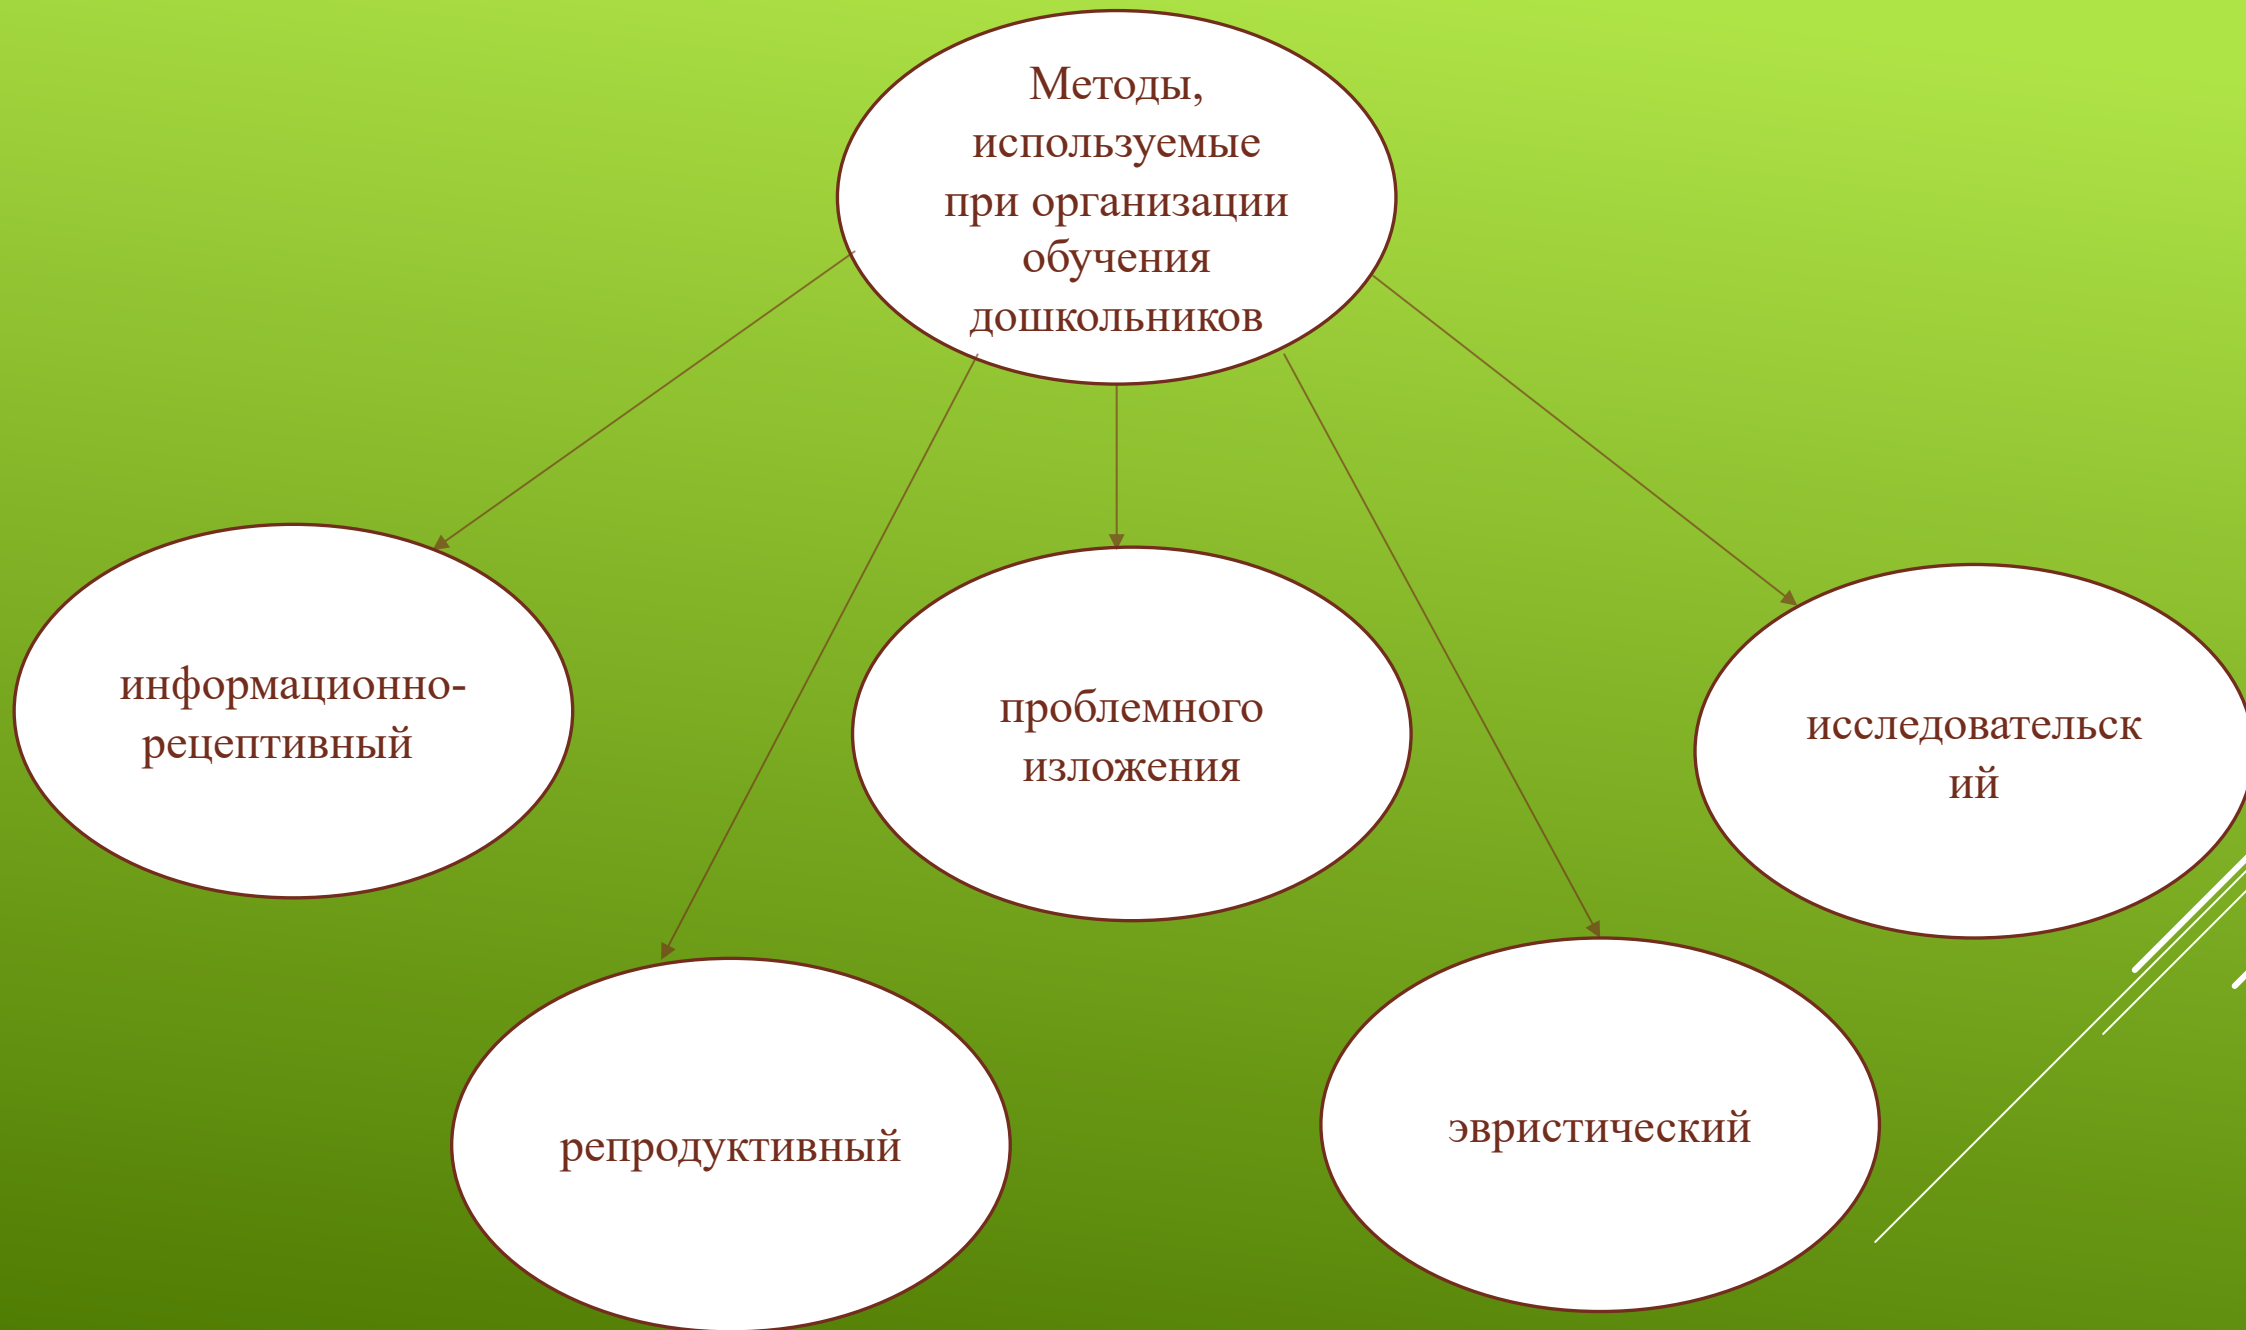 Методы,
используемые
при организации
обучения
дошкольников
информационно-
рецептивный
проблемного
изложения
исследовательск
ий
репродуктивный
эвристический